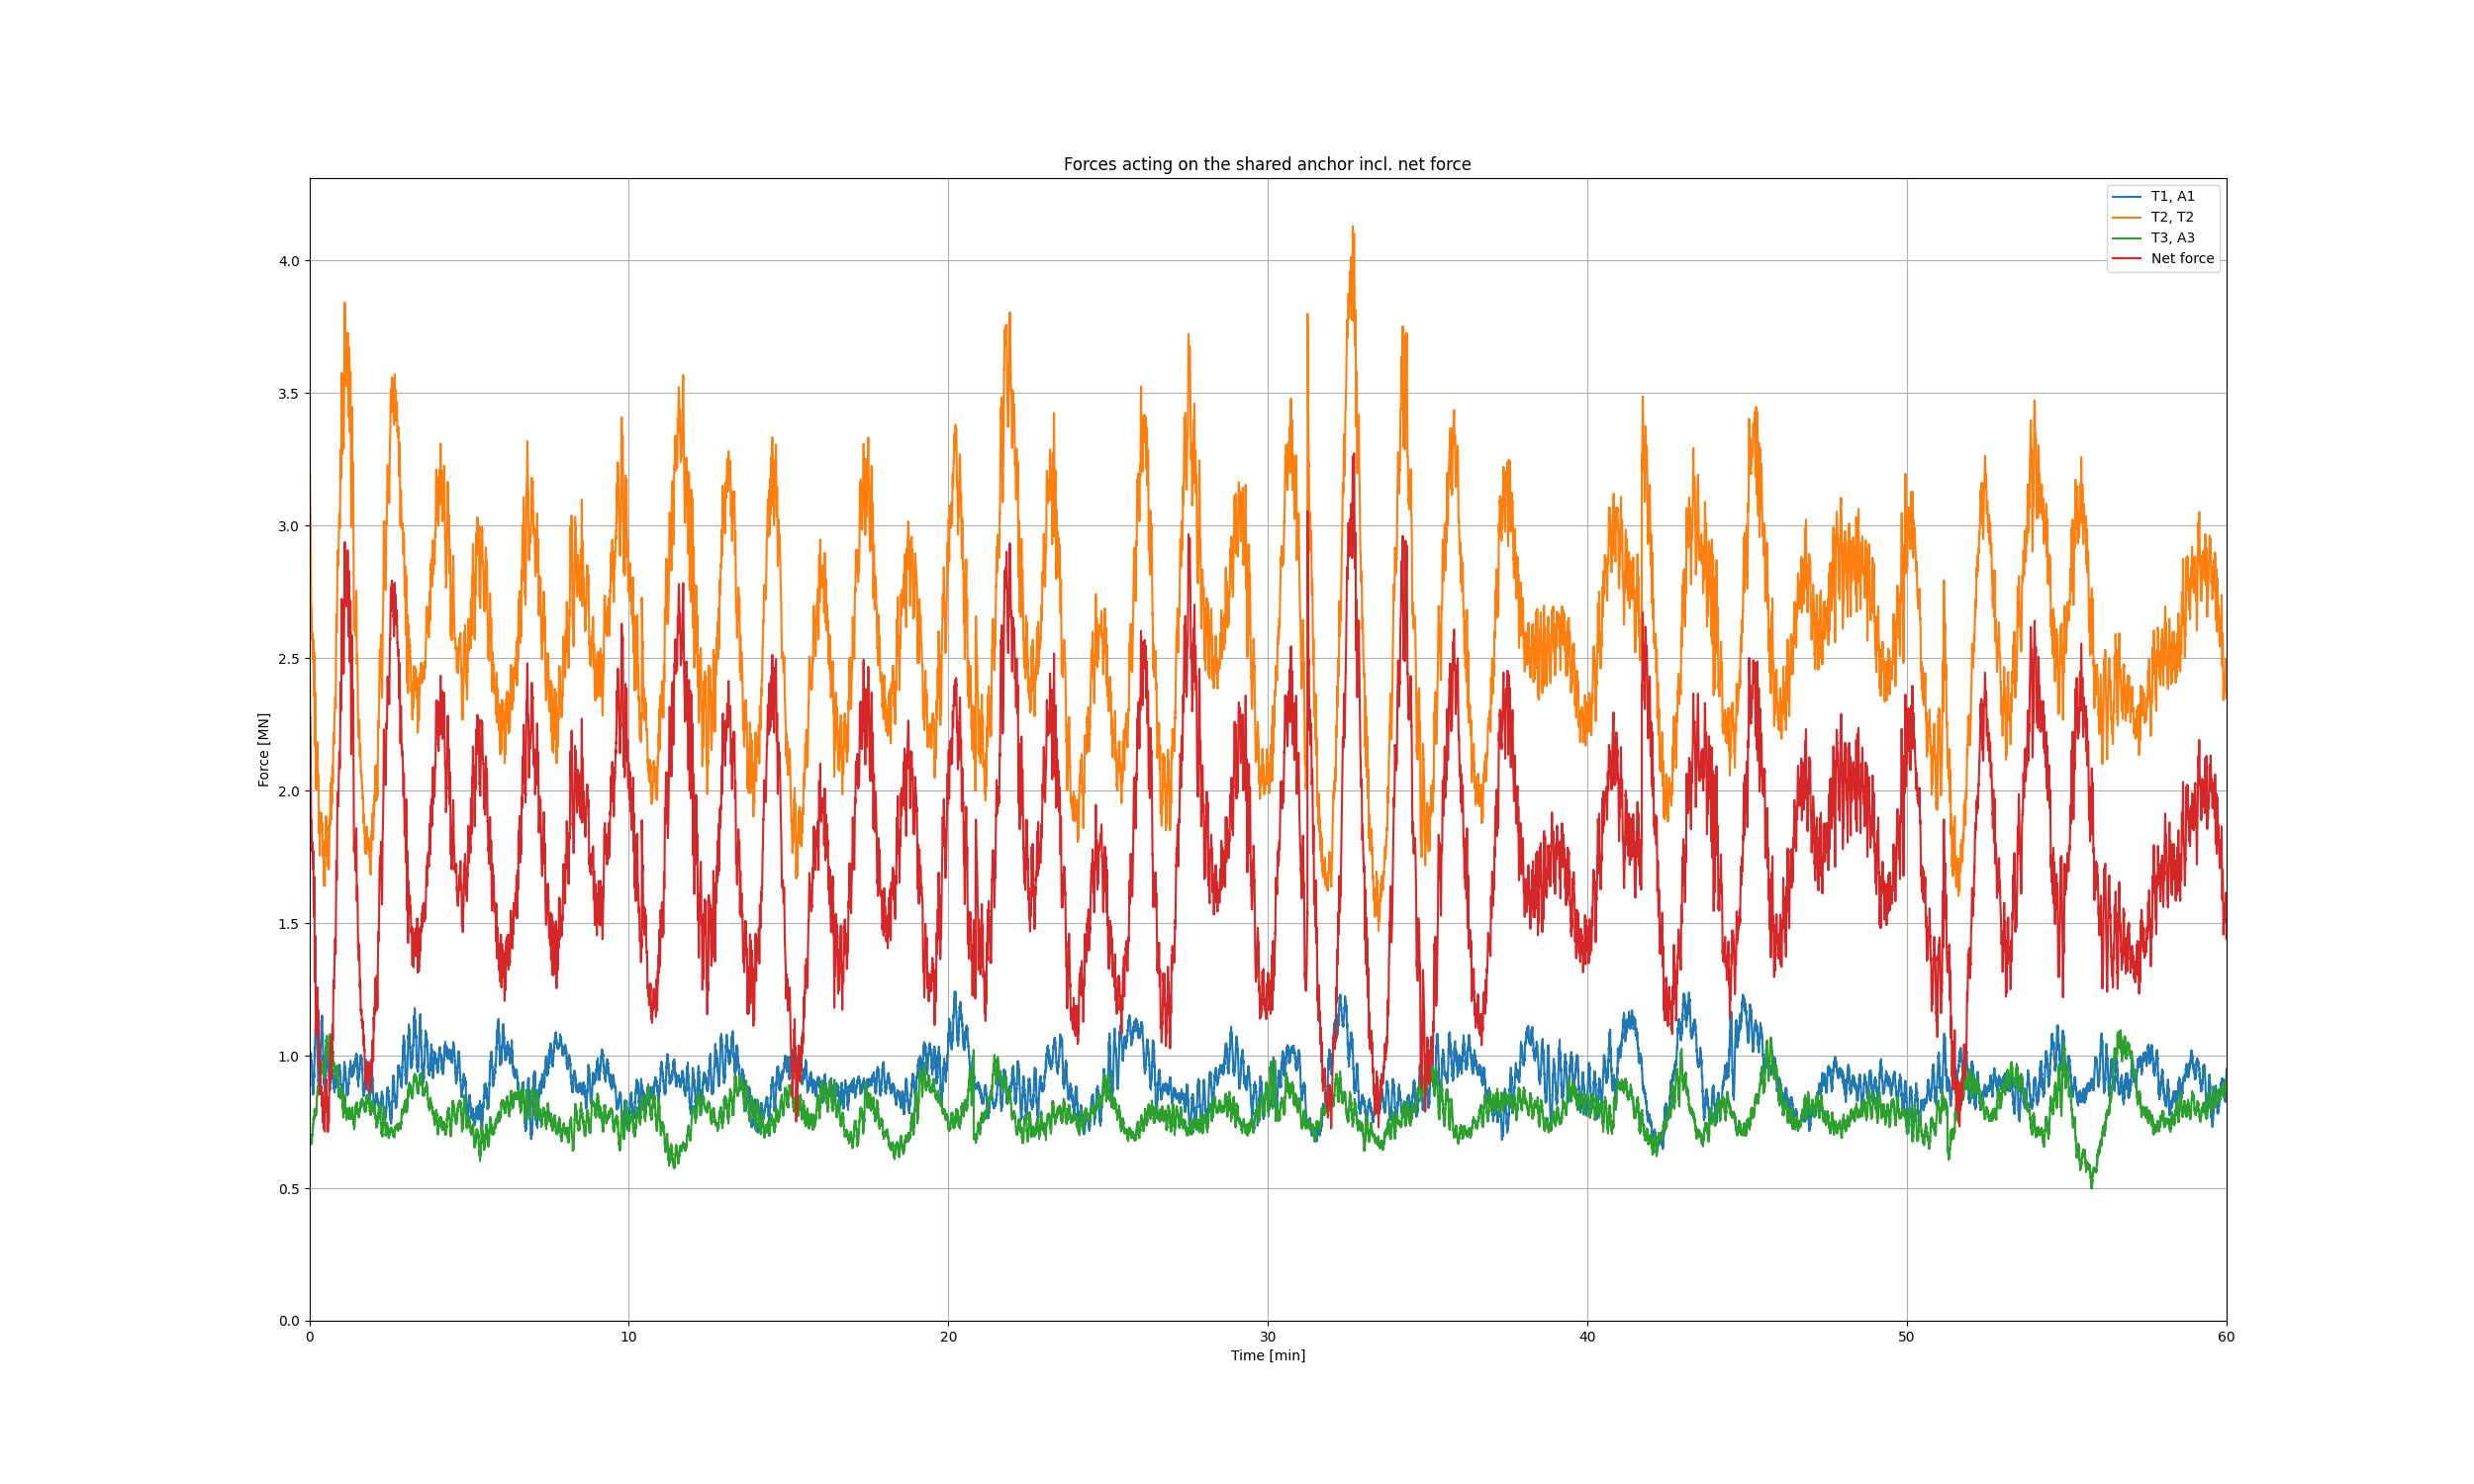 Forces acting on the shared anchor incl. net force
T1, A1
T2, T2
T3, A3
Net force
Force [MN]
4.0
3.5
3.0
2.5
2.0
1.5
1.0
0.5
0.0
0 10 20 30 40 50 60
Time [min]